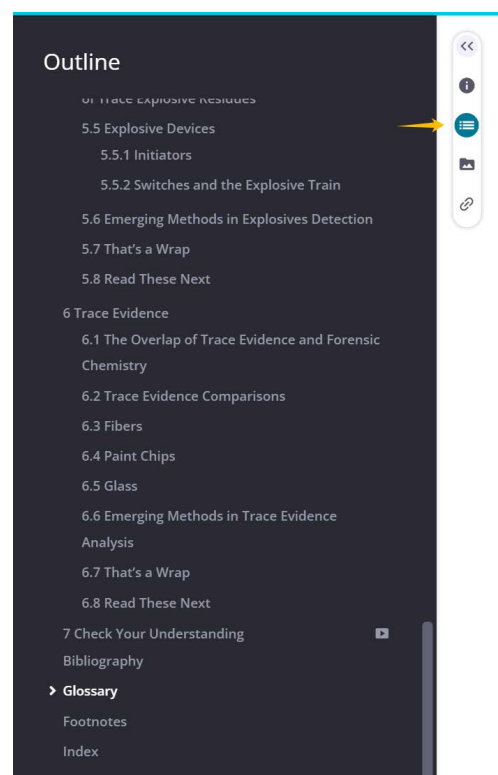 Outline
of Trace Explosive Residues
5.5 Explosive Devices
5.5.1 Initiators
5.5.2 Switches and the Explosive Train
5.6 Emerging Methods in Explosives Detection
5.7 That's a Wrap
5.8 Read These Next
6 Trace Evidence
6.1 The Overlap of Trace Evidence and Forensic
Chemistry
6.2 Trace Evidence Comparisons
6.3 Fibers
6.4 Paint Chips
6.5 Glass
6.6 Emerging Methods in Trace Evidence
Analysis
6.7 That's a Wrap
6.8 Read These Next
7 Check Your Understanding
Bibliography
Glossary
Footnotes
Index